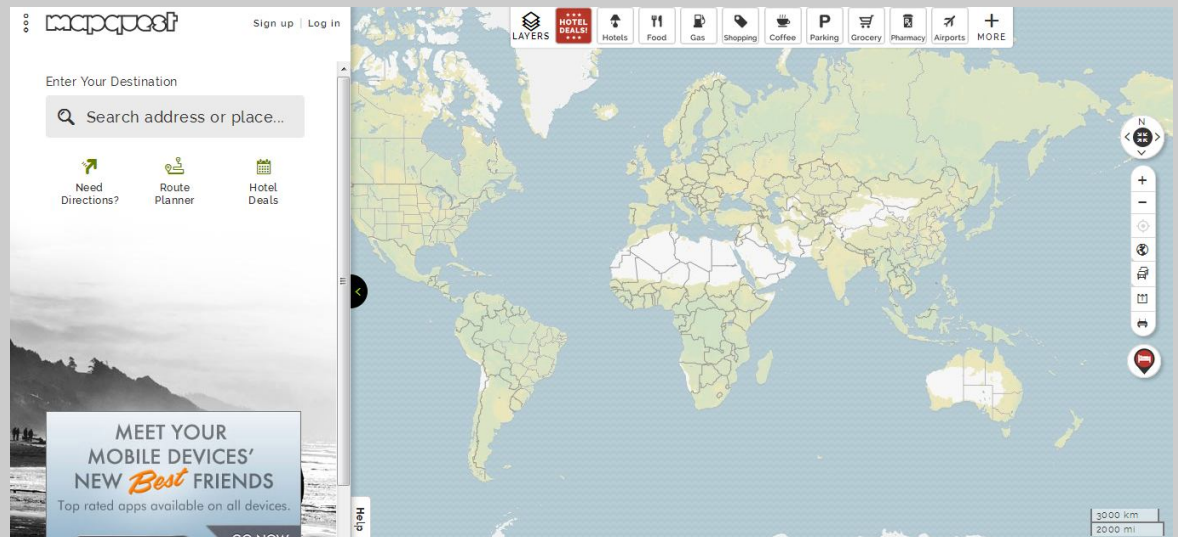 mapquest
Sign up | Log in
Enter Your Destination
Search address or place...
Need
Directions?
Route
Planner
Hotel
Deals
MEET YOUR
MOBILE DEVICES'
NEW Best FRIENDS
Top rated apps available on all devices.
GO NOW
LAYERS
HOTEL
DEALS!
Hotels
Food
Gas
Shopping
Coffee
P
Parking
Grocery
Pharmacy
Airports
MORE
N
Help
3000 km
2000 mi